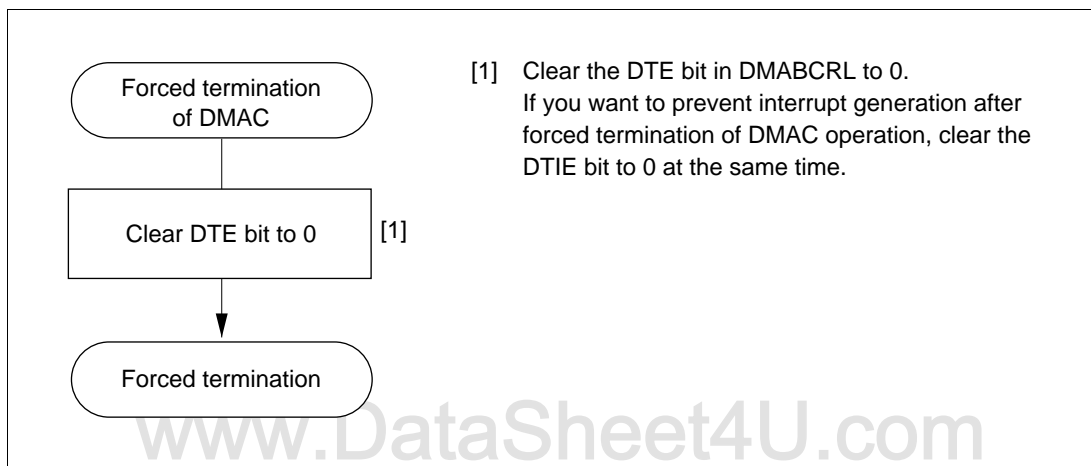 Forced termination
of DMAC
Clear DTE bit to 0
[1]
Forced termination
[1] Clear the DTE bit in DMABCRL to 0.
If you want to prevent interrupt generation after
forced termination of DMAC operation, clear the
DTIE bit to 0 at the same time.
www.DataSheet4U.com